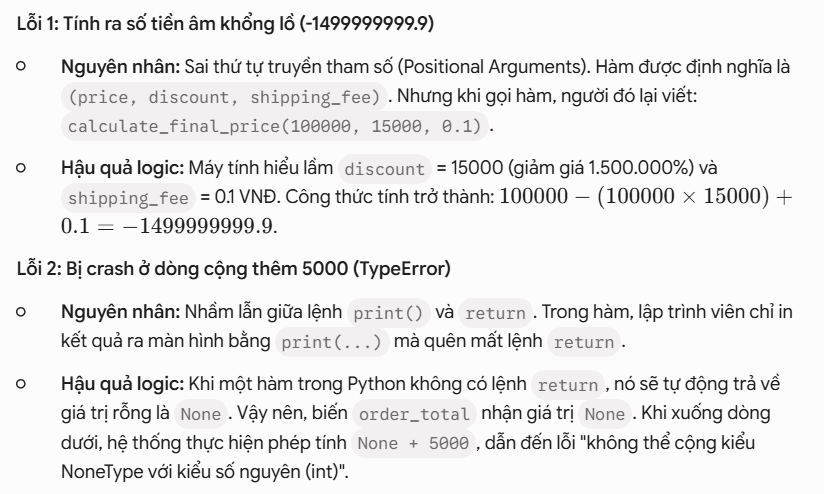 Lỗi 1: Tính ra số tiền âm khổng lồ (-1499999999.9)
Nguyên nhân: Sai thứ tự truyền tham số (Positional Arguments). Hàm được định nghĩa là
(price, discount, shipping_fee). Nhưng khi gọi hàm, người đó lại viết:
calculate_final_price(100000, 15000, 0.1).
Hậu quả logic: Máy tính hiểu lầm discount = 15000 (giảm giá 1.500.000%) và
shipping_fee = 0.1 VNĐ. Công thức tính trở thành: 100000 − (100000 × 15000) +
0.1 = −1499999999.9.
Lỗi 2: Bị crash ở dòng cộng thêm 5000 (TypeError)
Nguyên nhân: Nhầm lẫn giữa lệnh print() và return. Trong hàm, lập trình viên chỉ in
kết quả ra màn hình bằng print(...) mà quên mất lệnh return.
Hậu quả logic: Khi một hàm trong Python không có lệnh return, nó sẽ tự động trả về
giá trị rỗng là None. Vậy nên, biến order_total nhận giá trị None. Khi xuống dòng
dưới, hệ thống thực hiện phép tính None + 5000, dẫn đến lỗi "không thể cộng kiểu
NoneType với kiểu số nguyên (int)".